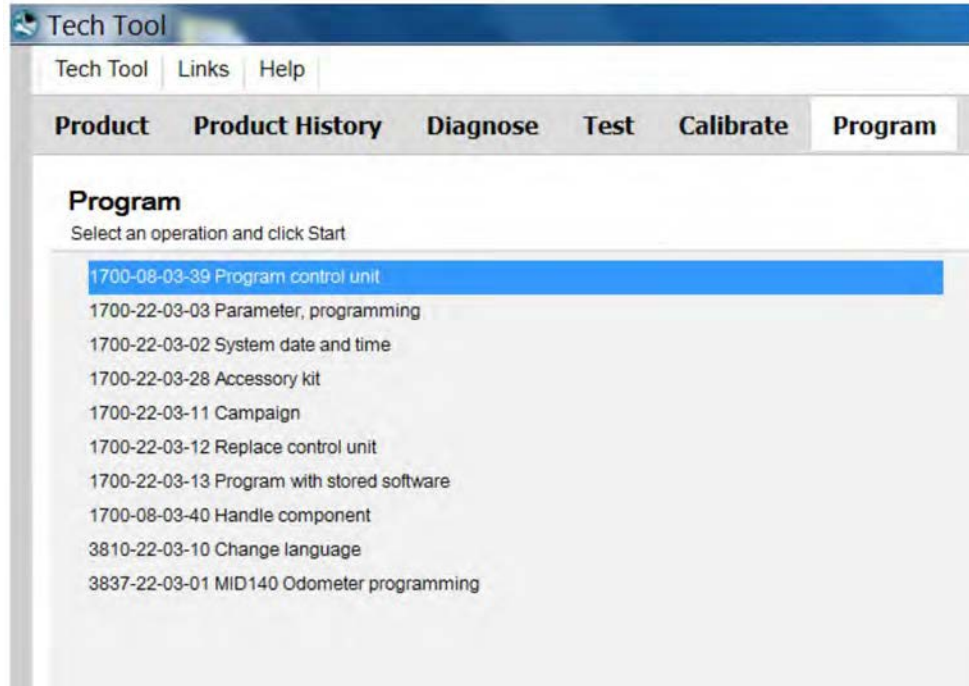 Tech Tool
Tech Tool Links Help
Product Product History Diagnose Test Calibrate Program
Program
Select an operation and click Start
1700-08-03-39 Program control unit
1700-22-03-03 Parameter, programming
1700-22-03-02 System date and time
1700-22-03-28 Accessory kit
1700-22-03-11 Campaign
1700-22-03-12 Replace control unit
1700-22-03-13 Program with stored software
1700-08-03-40 Handle component
3810-22-03-10 Change language
3837-22-03-01 MID140 Odometer programming